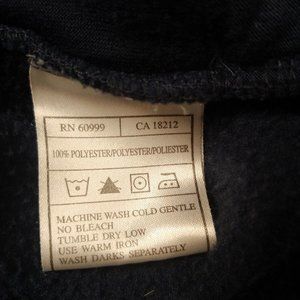 RN 60999 CA 18212
100% POLYESTER/POLYESTER/POLIESTER
MACHINE WASH COLD GENTLE
NO BLEACH
TUMBLE DRY LOW
USE WARM IRON
WASH DARKS SEPARATELY